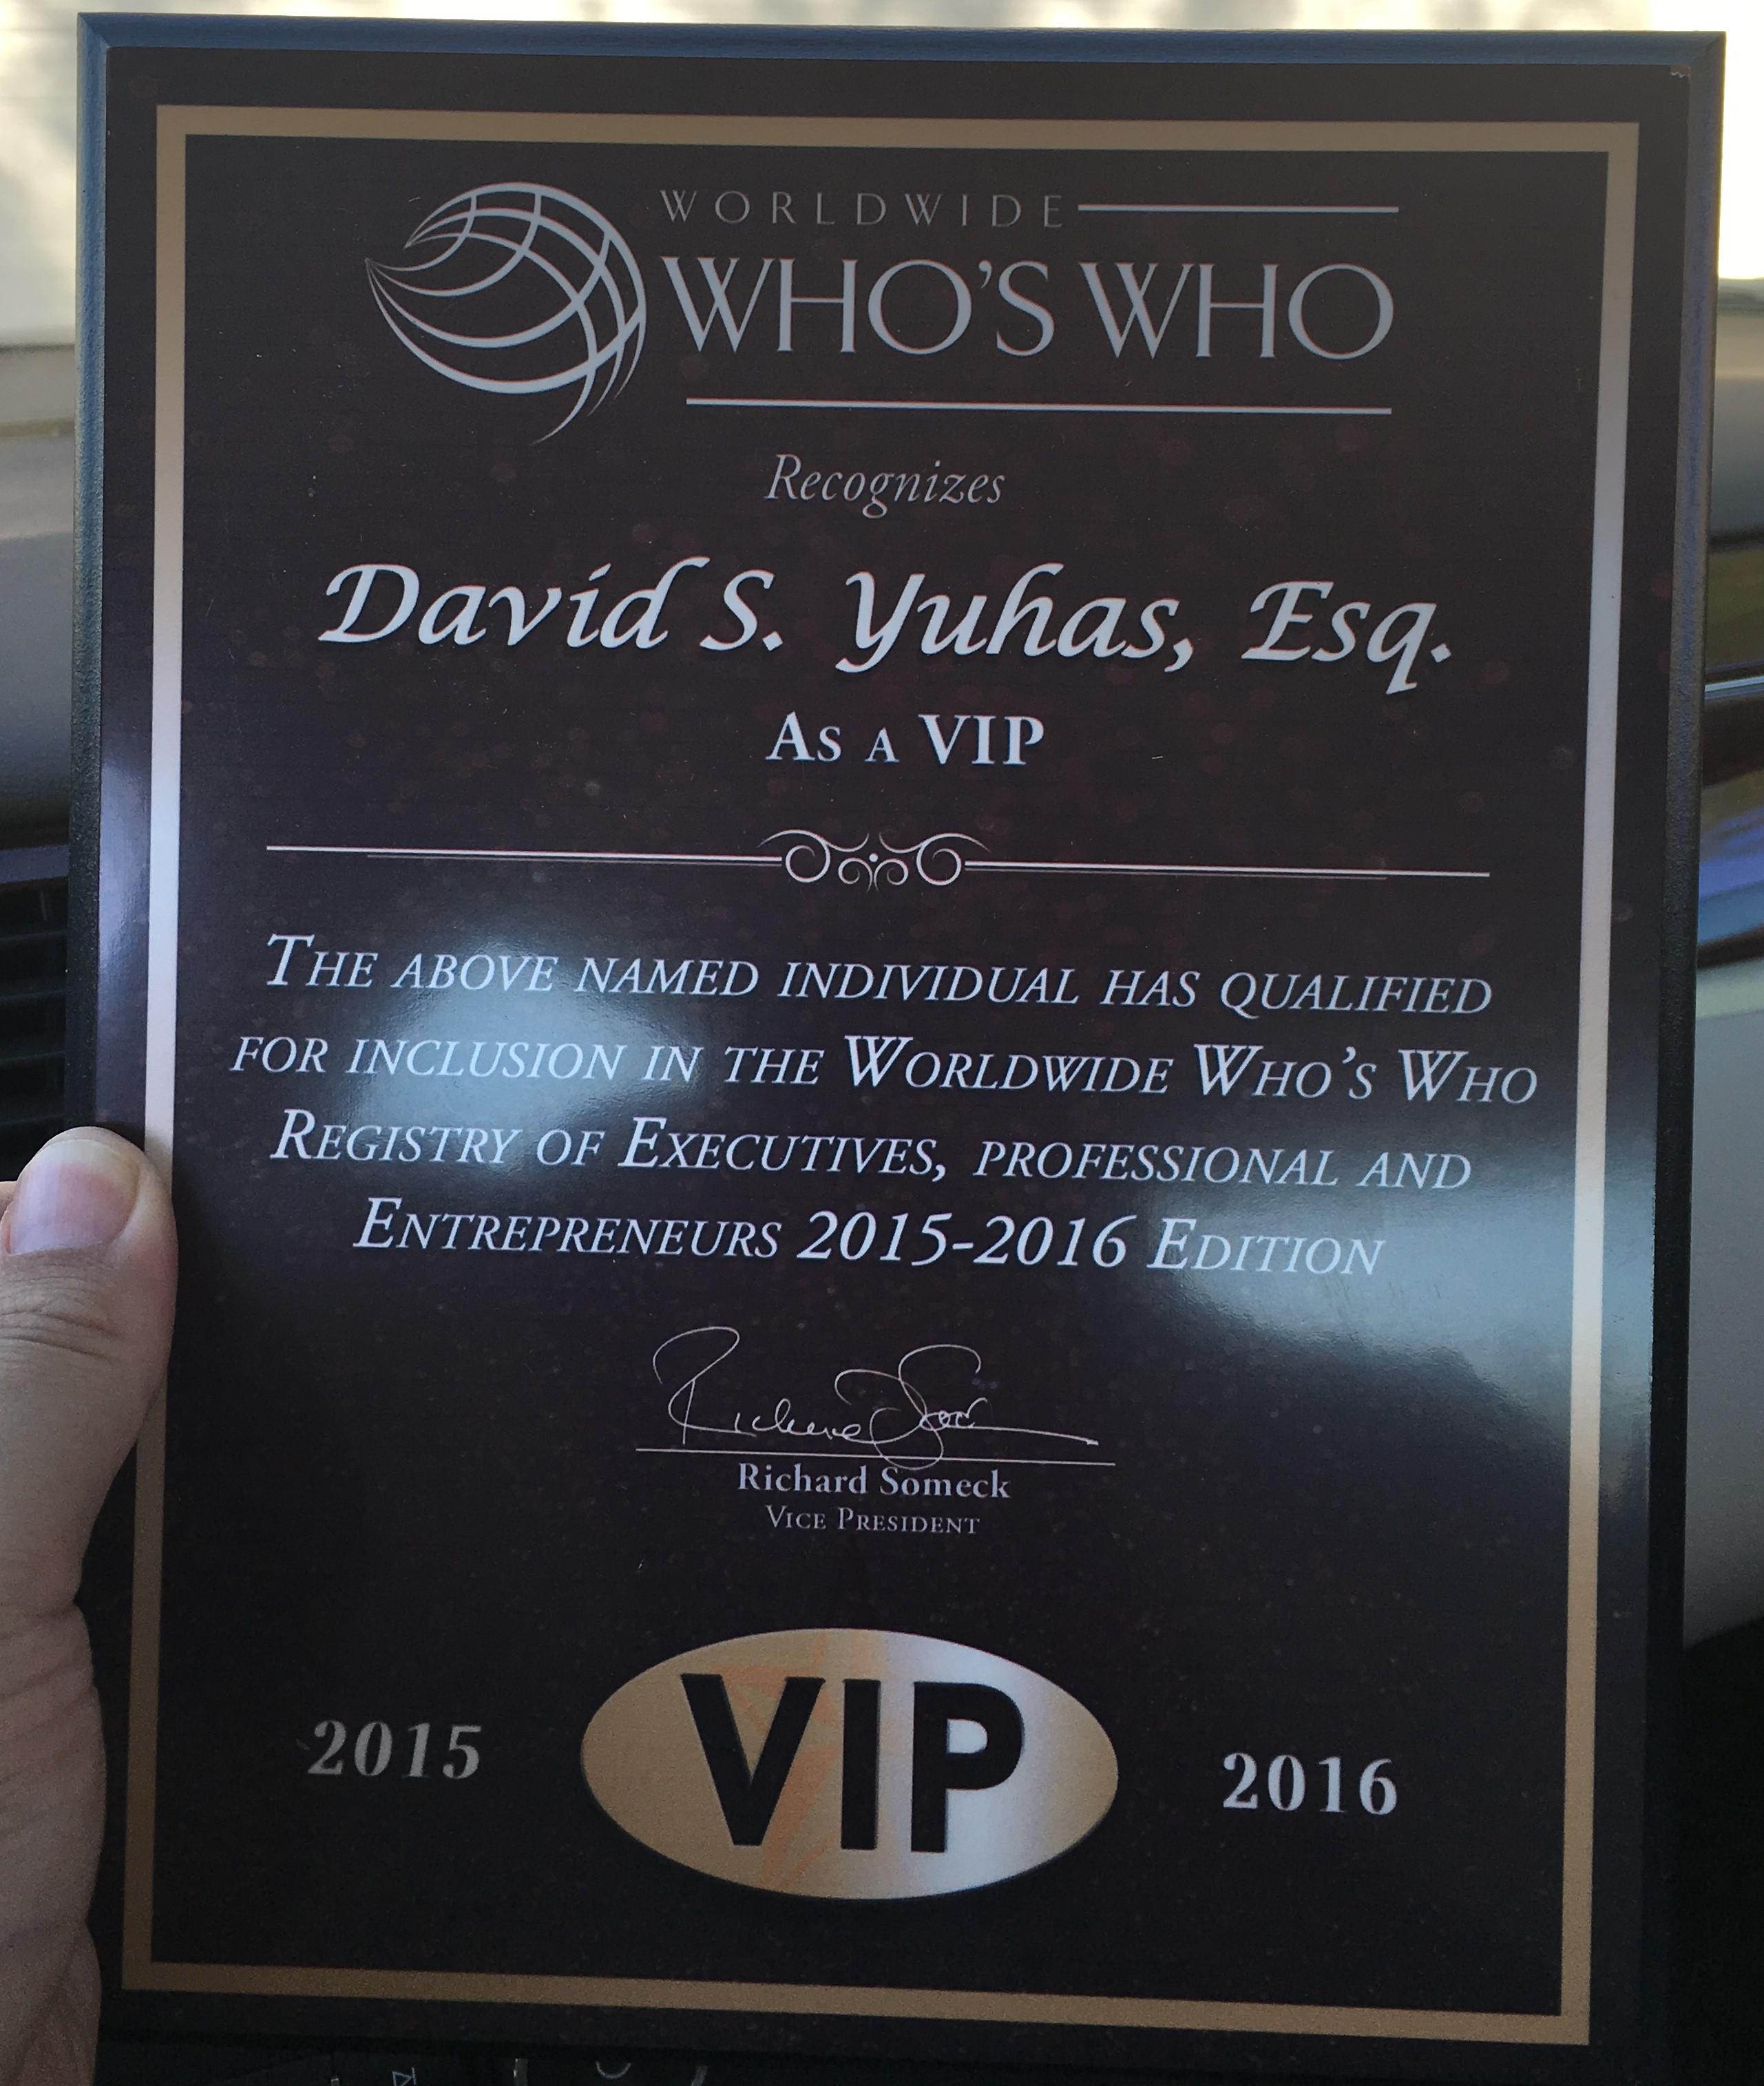 WORLDWIDE
WHO'S WHO
Recognizes
David S. Yuhas, Esq.
AS A VIP
THE ABOVE NAMED INDIVIDUAL HAS QUALIFIED
FOR INCLUSION IN THE WORLDWIDE WHO'S WHO
REGISTRY OF EXECUTIVES, PROFESSIONAL AND
ENTREPRENEURS 2015-2016 EDITION
Richard Someck
VICE PRESIDENT
2015 VIP 2016